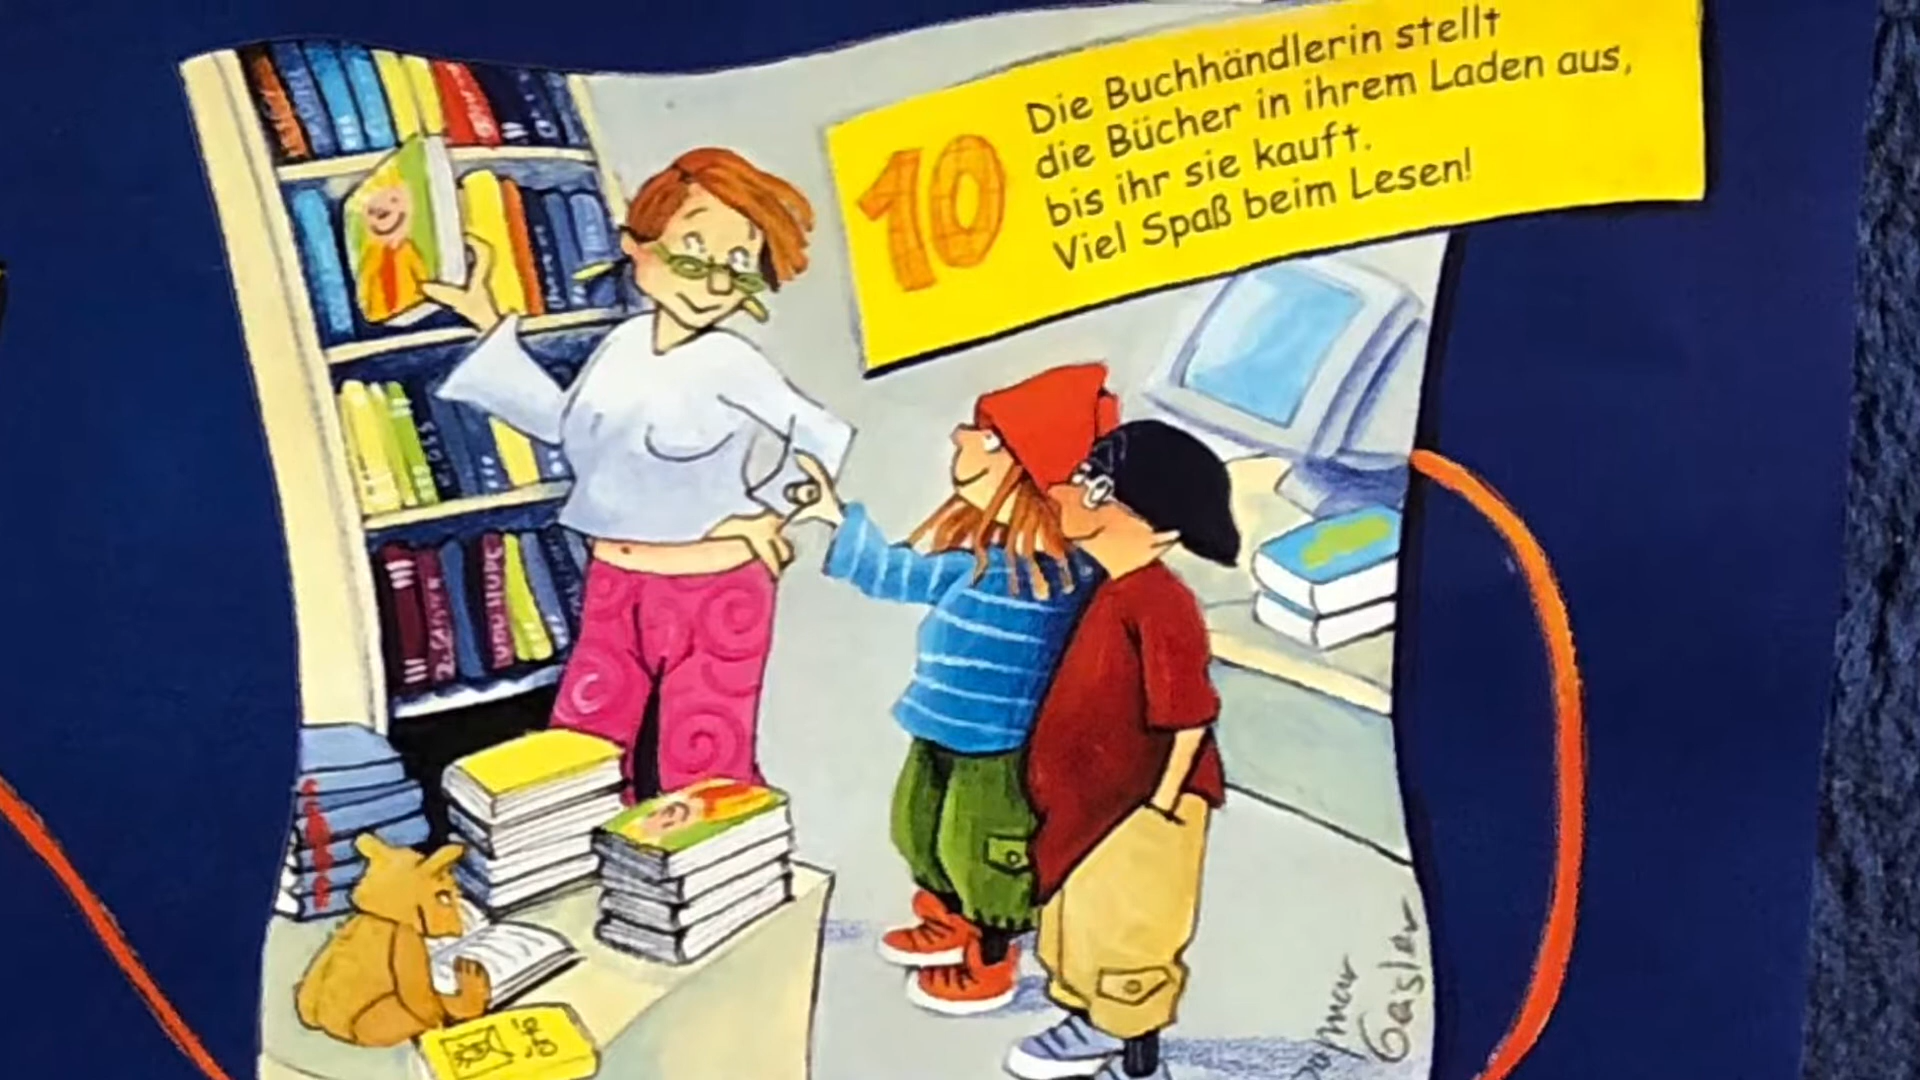 10
Die Buchhändlerin stellt
die Bücher in ihrem Laden aus,
bis ihr sie kauft.
Viel Spaß beim Lesen!